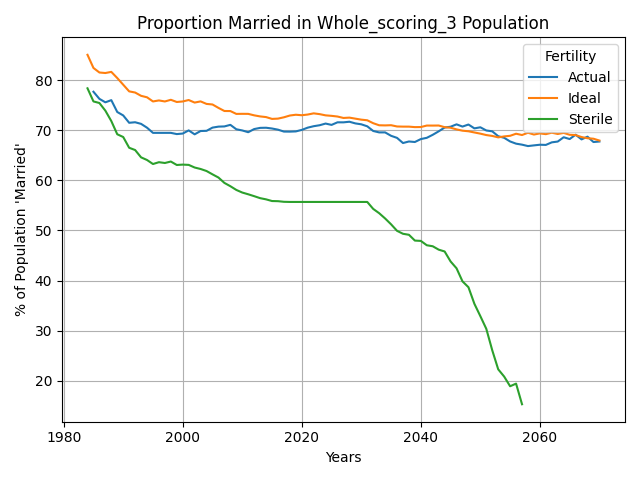 Proportion Married in Whole_scoring_3 Population
Fertility
Actual
Ideal
Sterile
% of Population 'Married'
80
70
60
50
40
30
20
1980
2000
2020
2040
2060
Years